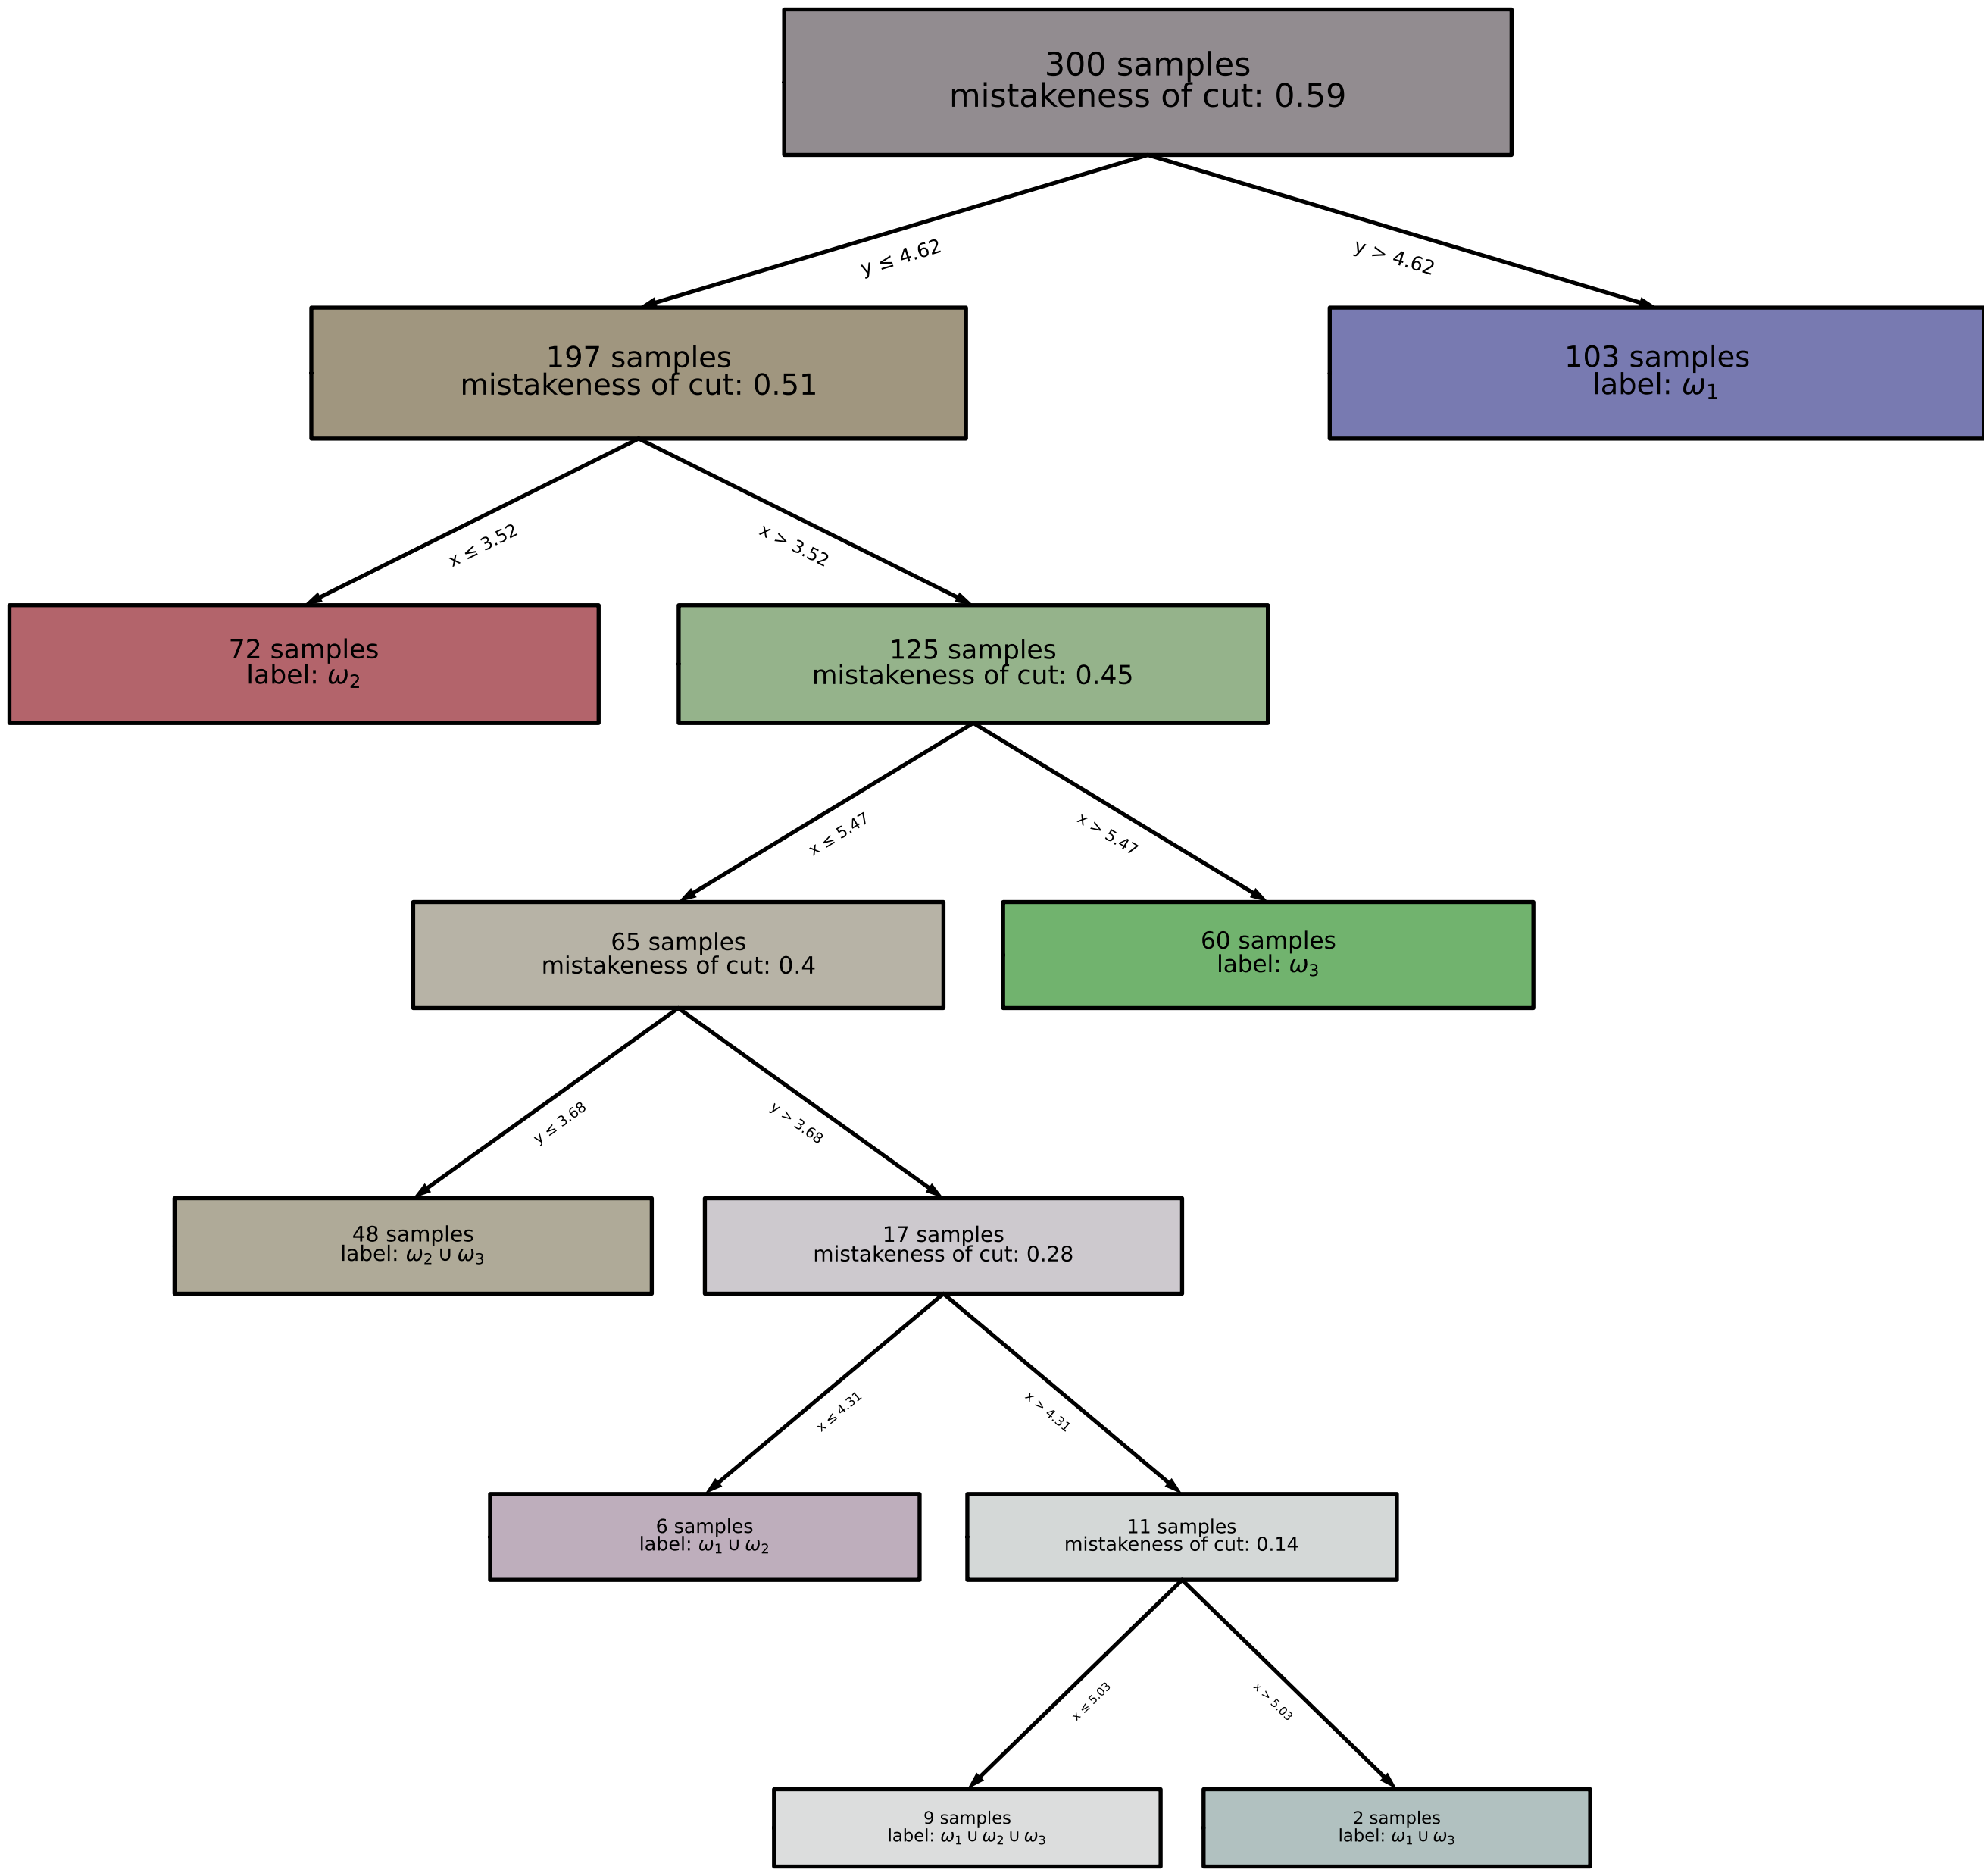 300 samples
mistakeness of cut: 0.59
y ≤ 4.62
y > 4.62
197 samples
mistakeness of cut: 0.51
103 samples
label: ω₁
x ≤ 3.52
x > 3.52
72 samples
label: ω₂
125 samples
mistakeness of cut: 0.45
x ≤ 5.47
x > 5.47
65 samples
mistakeness of cut: 0.4
60 samples
label: ω₃
y ≤ 3.68
y > 3.68
48 samples
label: ω₂ ∪ ω₃
17 samples
mistakeness of cut: 0.28
x ≤ 4.31
x > 4.31
6 samples
label: ω₁ ∪ ω₂
11 samples
mistakeness of cut: 0.14
x ≤ 5.03
x > 5.03
9 samples
label: ω₁ ∪ ω₂ ∪ ω₃
2 samples
label: ω₁ ∪ ω₃